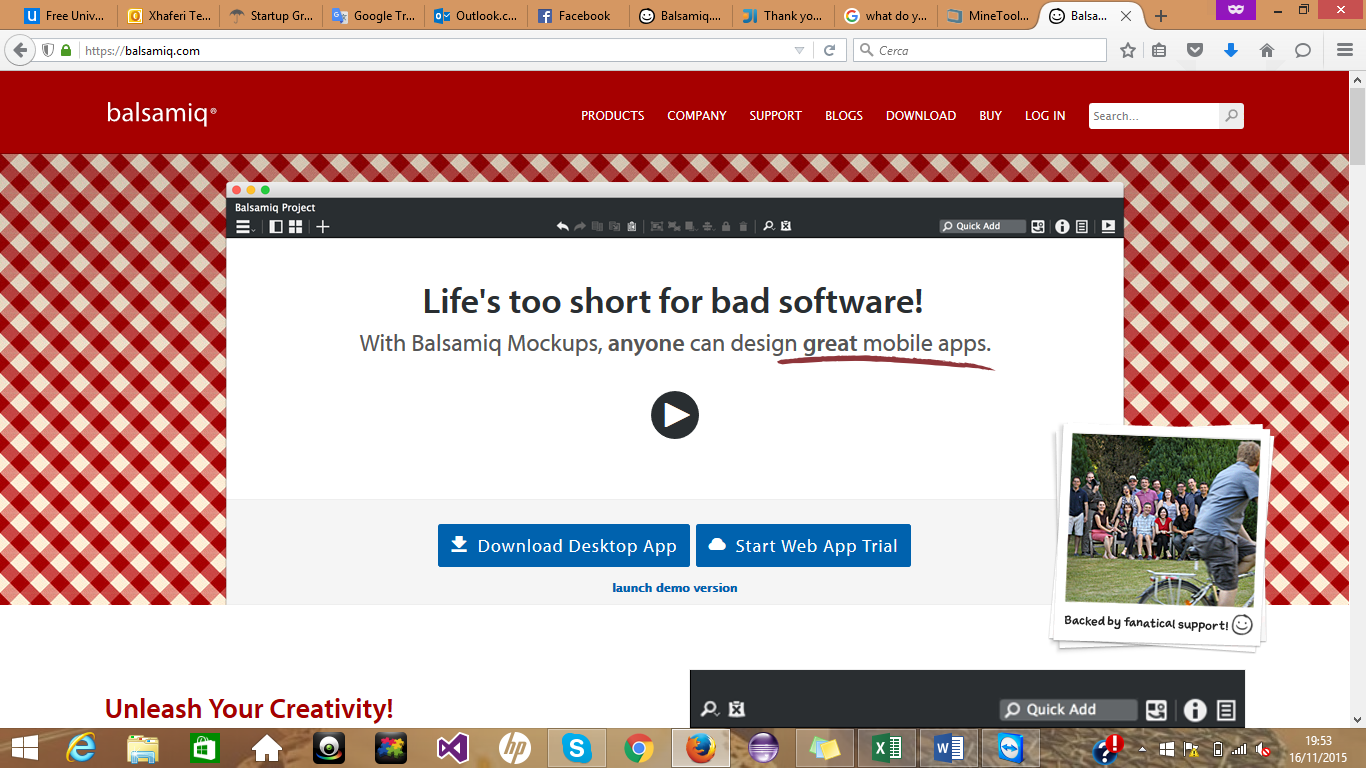 Free Univ...
Xhaferi Te...
Startup Gr...
Google Tr...
Outlook.c...
Facebook
Balsamiq....
Thank yo...
what do y...
MineTool...
Balsa...
https://balsamiq.com
Cerca
balsamiq®
PRODUCTS COMPANY SUPPORT BLOGS DOWNLOAD BUY LOG IN
Search...
Balsamiq Project
Quick Add
Life's too short for bad software!
With Balsamiq Mockups, anyone can design great mobile apps.
Download Desktop App
Start Web App Trial
launch demo version
Backed by fanatical support!
Unleash Your Creativity!
Quick Add
19:53
16/11/2015